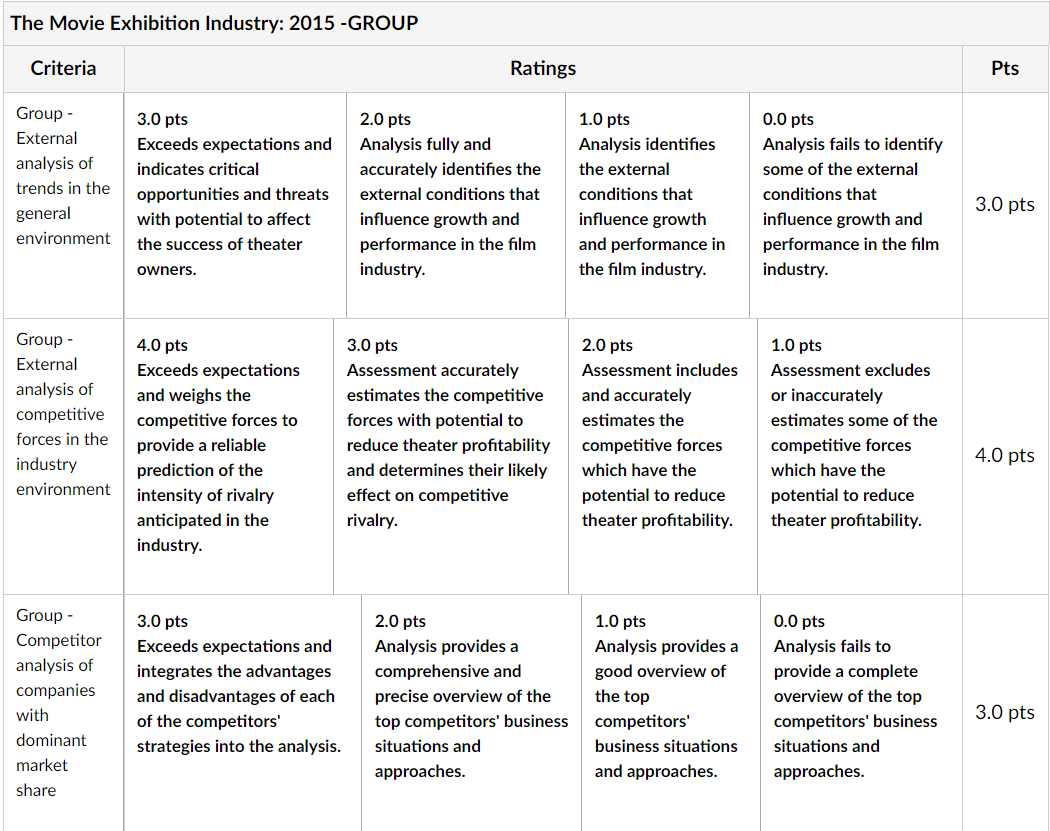 The Movie Exhibition Industry: 2015 -GROUP
Criteria
Ratings
Pts
Group -
External
analysis of
trends in the
general
environment
3.0 pts
Exceeds expectations and
indicates critical
opportunities and threats
with potential to affect
the success of theater
owners.
2.0 pts
Analysis fully and
accurately identifies the
external conditions that
influence growth and
performance in the film
industry.
1.0 pts
Analysis identifies
the external
conditions that
influence growth
and performance in
the film industry.
0.0 pts
Analysis fails to identify
some of the external
conditions that
influence growth and
performance in the film
industry.
3.0 pts
Group -
External
analysis of
competitive
forces in the
industry
environment
4.0 pts
Exceeds expectations
and weighs the
competitive forces to
provide a reliable
prediction of the
intensity of rivalry
anticipated in the
industry.
3.0 pts
Assessment accurately
estimates the competitive
forces with potential to
reduce theater profitability
and determines their likely
effect on competitive
rivalry.
2.0 pts
Assessment includes
and accurately
estimates the
competitive forces
which have the
potential to reduce
theater profitability.
1.0 pts
Assessment excludes
or inaccurately
estimates some of the
competitive forces
which have the
potential to reduce
theater profitability.
4.0 pts
Group -
Competitor
analysis of
companies
with
dominant
market
share
3.0 pts
Exceeds expectations and
integrates the advantages
and disadvantages of each
of the competitors'
strategies into the analysis.
2.0 pts
Analysis provides a
comprehensive and
precise overview of the
top competitors' business
situations and
approaches.
1.0 pts
Analysis provides a
good overview of
the top
competitors'
business situations
and approaches.
0.0 pts
Analysis fails to
provide a complete
overview of the top
competitors' business
situations and
approaches.
3.0 pts